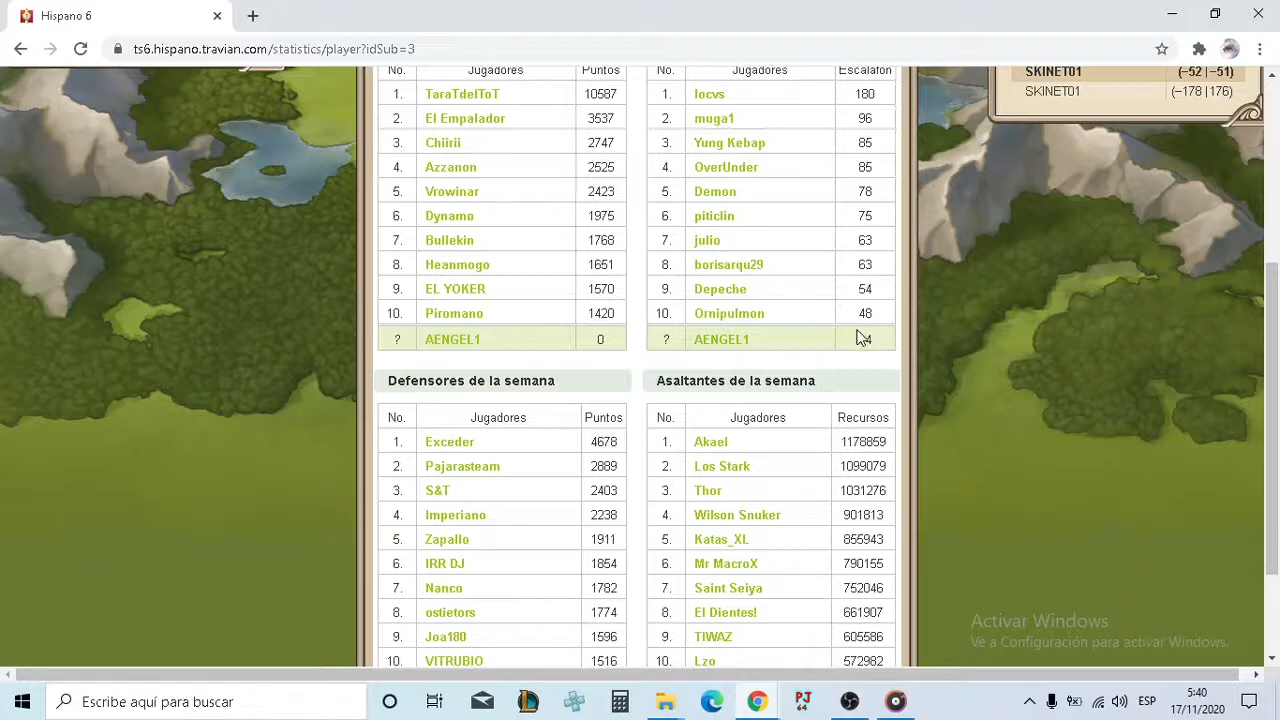 Hispano 6
ts6.hispano.travian.com/statistics/player?idSub=3
SKINET01 (−52 | −51)
SKINET01 (−178 | 176)
No. Jugadores Puntos
1. TaraTdelToT 10587
2. El Empalador 3537
3. Chiirii 2747
4. Azzanon 2525
5. Vrowinar 2423
6. Dynamo 1975
7. Bullekin 1768
8. Heanmogo 1651
9. EL YOKER 1570
10. Piromano 1420
? AENGEL1 0
No. Jugadores Escalafón
1. locvs 180
2. muga1 96
3. Yung Kebap 85
4. OverUnder 85
5. Demon 78
6. piticlin 75
7. julio 63
8. borisarqu29 63
9. Depeche 54
10. Ornipulmon 48
? AENGEL1
Defensores de la semana
No. Jugadores Puntos
1. Exceder 4678
2. Pajarasteam 2889
3. S&T 2403
4. Imperiano 2238
5. Zapallo 1911
6. IRR DJ 1854
7. Nanco 1782
8. ostietors 1774
9. Joa180 1596
10. VITRUBIO 1516
Asaltantes de la semana
No. Jugadores Recursos
1. Akael 1178859
2. Los Stark 1099079
3. Thor 1031276
4. Wilson Snuker 901813
5. Katas_XL 855943
6. Mr MacroX 790155
7. Saint Seiya 752046
8. El Dientes! 661907
9. TIWAZ 605586
10. Lzo 572982
Activar Windows
Ve a Configuración para activar Windows.
Escribe aquí para buscar
PJT
64
ESP
5:40
17/11/2020